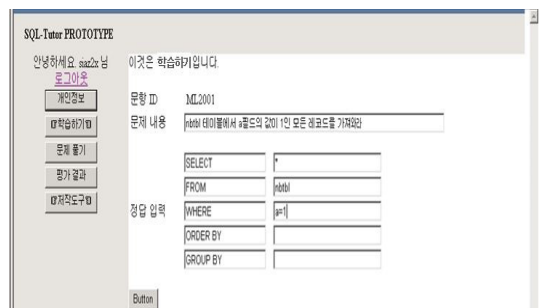 SQL-Tutor PROTOTYPE
안녕하세요. siaz2x 님
로그아웃
개인정보
☞학습하기☜
문제 풀기
평가 결과
☞저작도구☜
이것은 학습하기입니다.
문항 ID ML2001
문제 내용 nbtbl 테이블에서 a필드의 값이 1인 모든 레코드를 가져와라
정답 입력
SELECT *
FROM nbtbl
WHERE a=1
ORDER BY
GROUP BY
Button